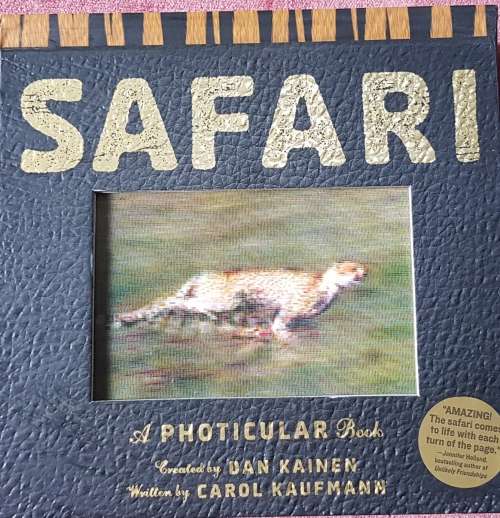 SAFARI
A PHOTICULAR Book
Created by DAN KAINEN
Written by CAROL KAUFMANN
"AMAZING!
The safari comes
to life with each
turn of the page."
—Jennifer Holland,
bestselling author of
Unlikely Friendships